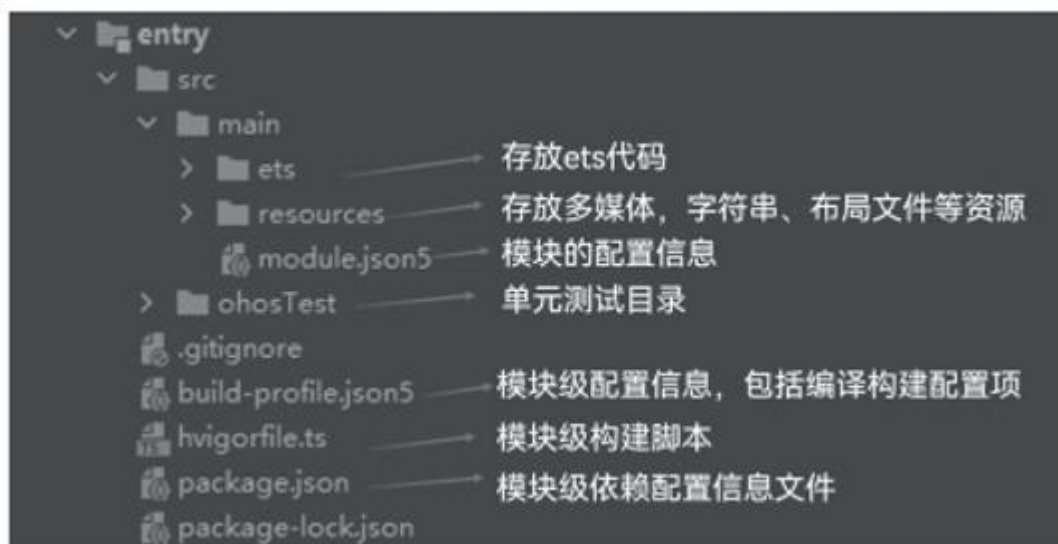 entry
src
main
ets 存放ets代码
resources 存放多媒体，字符串、布局文件等资源
module.json5 模块的配置信息
ohosTest 单元测试目录
.gitignore
build-profile.json5 模块级配置信息，包括编译构建配置项
hvigorfile.ts 模块级构建脚本
package.json 模块级依赖配置信息文件
package-lock.json